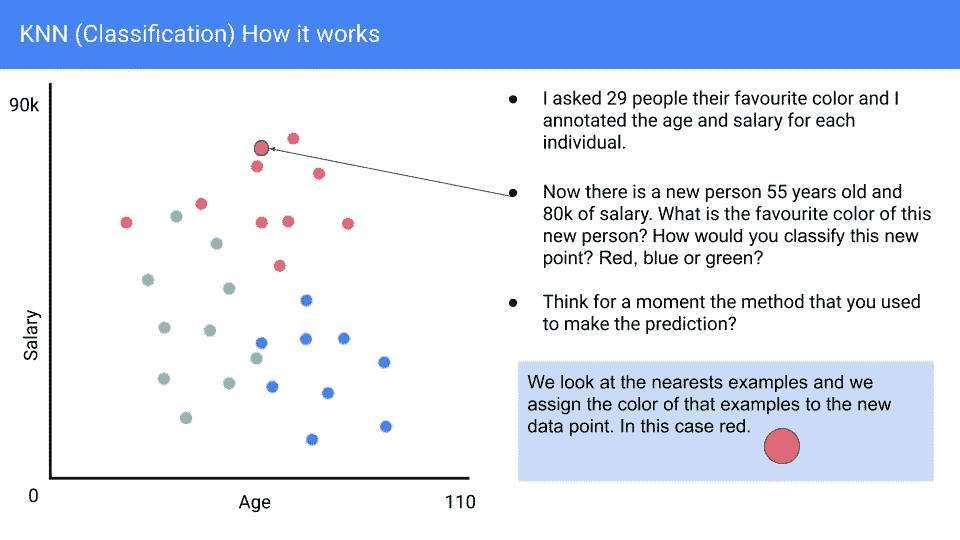 KNN (Classification) How it works
90k
Salary
0
Age
110
● I asked 29 people their favourite color and I
annotated the age and salary for each
individual.
● Now there is a new person 55 years old and
80k of salary. What is the favourite color of this
new person? How would you classify this new
point? Red, blue or green?
● Think for a moment the method that you used
to make the prediction?
We look at the nearests examples and we
assign the color of that examples to the new
data point. In this case red.